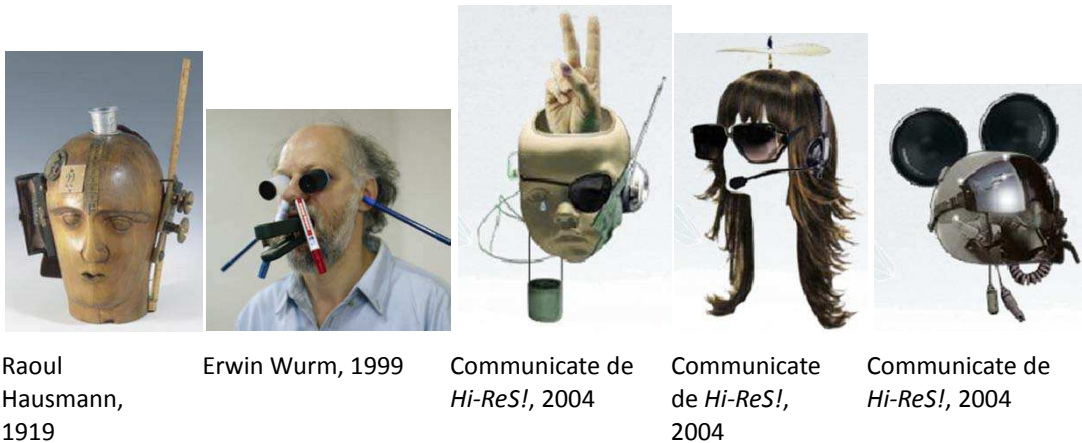 Raoul
Hausmann,
1919
Erwin Wurm, 1999
Communicate de
Hi-ReS!, 2004
Communicate
de Hi-ReS!,
2004
Communicate de
Hi-ReS!, 2004